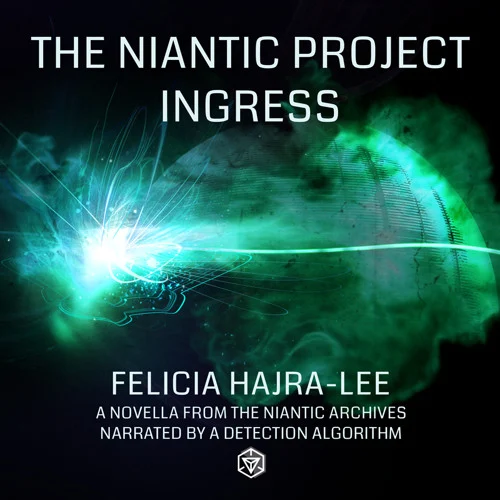 THE NIANTIC PROJECT
INGRESS
FELICIA HAJRA-LEE
A NOVELLA FROM THE NIANTIC ARCHIVES
NARRATED BY A DETECTION ALGORITHM